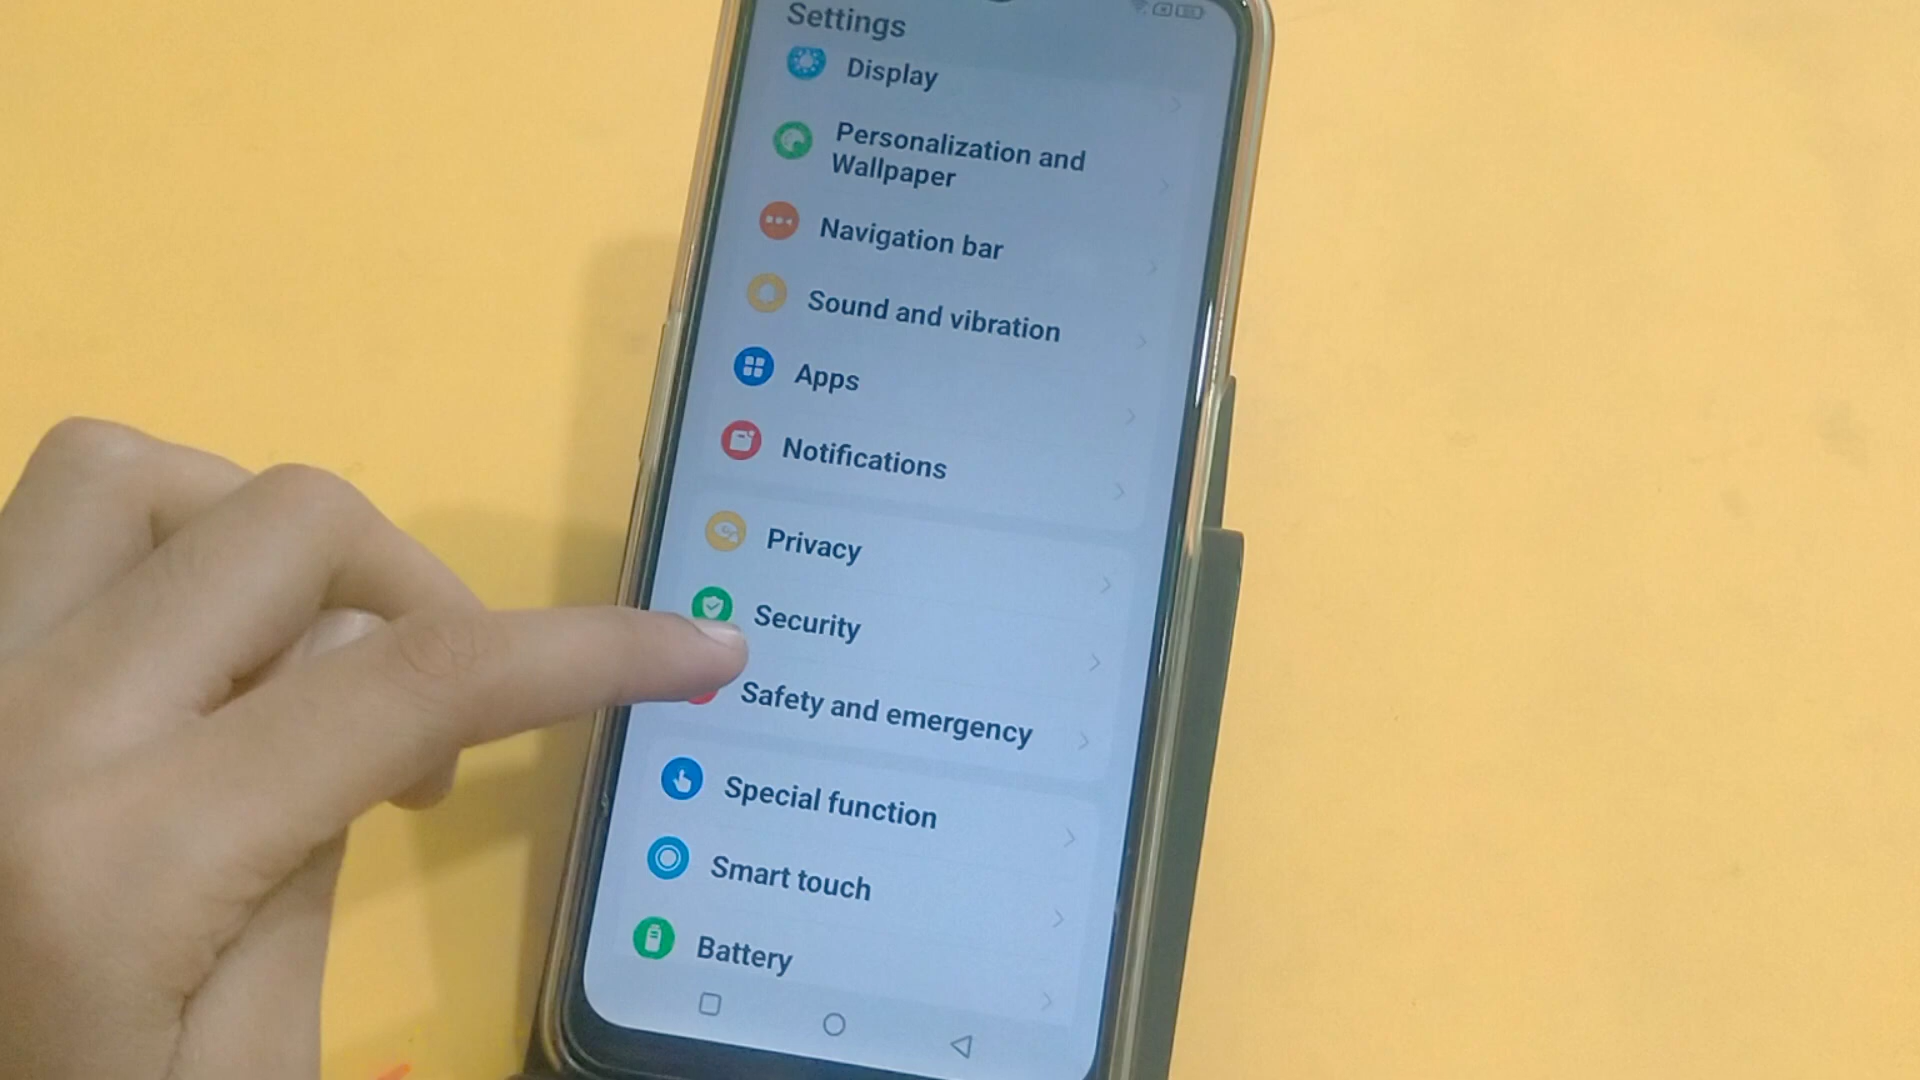 Settings
Display
Personalization and
Wallpaper
Navigation bar
Sound and vibration
Apps
Notifications
Privacy
Security
Safety and emergency
Special function
Smart touch
Battery